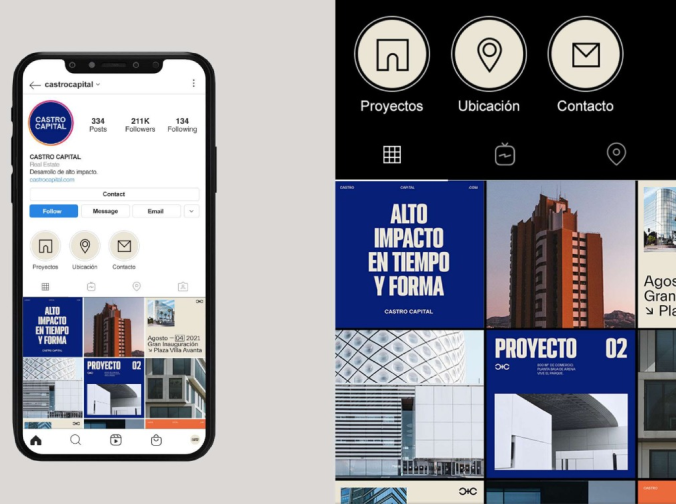 castrocapital
CASTRO
CAPITAL
334
Posts
211K
Followers
134
Following
CASTRO CAPITAL
Real Estate
Desarrollo de alto impacto.
castrocapital.com
Contact
Follow
Message
Email
Proyectos
Ubicación
Contacto
ALTO
IMPACTO
EN TIEMPO
Y FORMA
CASTRO CAPITAL
Agosto – 04 2021
Gran Inauguración
↘ Plaza Villa Avanta
PROYECTO 02
Proyectos
Ubicación
Contacto
CASTRO
CAPITAL
.COM
ALTO
IMPACTO
EN TIEMPO
Y FORMA
CASTRO CAPITAL
Agos
Gran
↘ Pla
PROYECTO 02
C+C
C+C
CASTRO